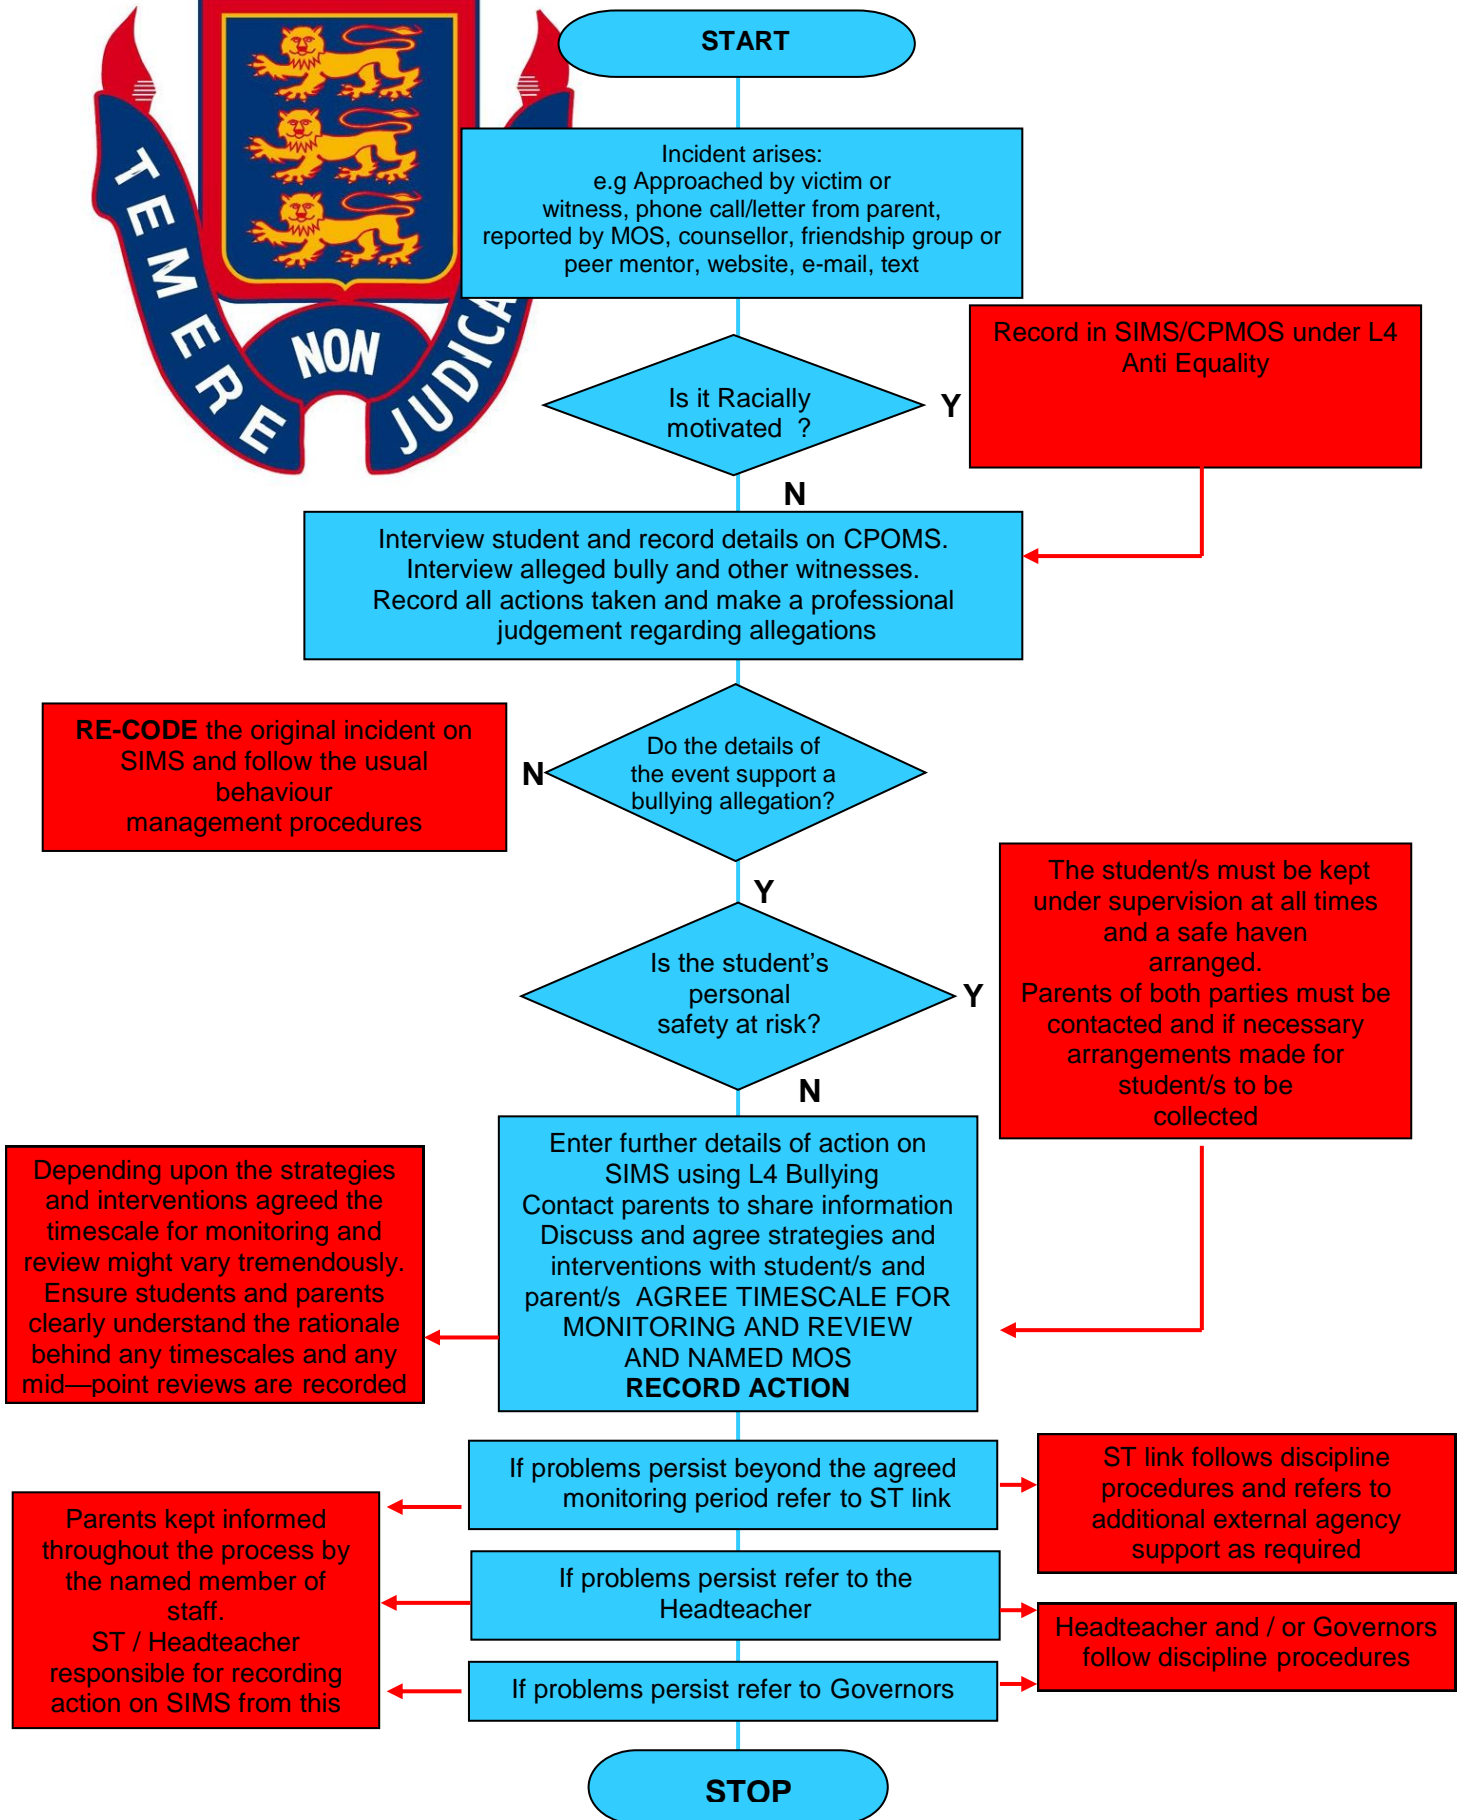 TEMERE
NON
JUDICA
START
Incident arises:
e.g Approached by victim or
witness, phone call/letter from parent,
reported by MOS, counsellor, friendship group or
peer mentor, website, e-mail, text
Is it Racially
motivated ?
Y
Record in SIMS/CPMOS under L4
Anti Equality
N
Interview student and record details on CPOMS.
Interview alleged bully and other witnesses.
Record all actions taken and make a professional
judgement regarding allegations
Do the details of
the event support a
bullying allegation?
N
RE-CODE the original incident on
SIMS and follow the usual
behaviour
management procedures
Y
Is the student's
personal
safety at risk?
Y
The student/s must be kept
under supervision at all times
and a safe haven
arranged.
Parents of both parties must be
contacted and if necessary
arrangements made for
student/s to be
collected
N
Enter further details of action on
SIMS using L4 Bullying
Contact parents to share information
Discuss and agree strategies and
interventions with student/s and
parent/s AGREE TIMESCALE FOR
MONITORING AND REVIEW
AND NAMED MOS
RECORD ACTION
Depending upon the strategies
and interventions agreed the
timescale for monitoring and
review might vary tremendously.
Ensure students and parents
clearly understand the rationale
behind any timescales and any
mid—point reviews are recorded
If problems persist beyond the agreed
monitoring period refer to ST link
ST link follows discipline
procedures and refers to
additional external agency
support as required
Parents kept informed
throughout the process by
the named member of
staff.
ST / Headteacher
responsible for recording
action on SIMS from this
If problems persist refer to the
Headteacher
Headteacher and / or Governors
follow discipline procedures
If problems persist refer to Governors
STOP